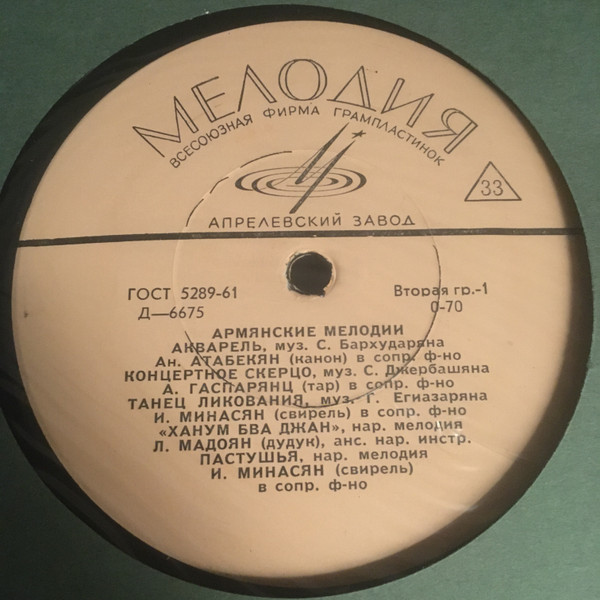 МЕЛОДИЯ
ВСЕСОЮЗНАЯ ФИРМА ГРАМПЛАСТИНОК
33
АПРЕЛЕВСКИЙ ЗАВОД
ГОСТ 5289-61
Вторая гр.-1
Д—6675
0-70
АРМЯНСКИЕ МЕЛОДИИ
АКВАРЕЛЬ, муз. С. Бархударяна
Ан. АТАБЕКЯН (канон) в сопр. ф-но
КОНЦЕРТНОЕ СКЕРЦО, муз. С. Джербашяна
А. ГАСПАРЯНЦ (тар) в сопр. ф-но
ТАНЕЦ ЛИКОВАНИЯ, муз. Г. Егиазаряна
И. МИНАСЯН (свирель) в сопр. ф-но
«ХАНУМ БВА ДЖАН», нар. мелодия
Л. МАДОЯН (дудук), анс. нар. инстр.
ПАСТУШЬЯ, нар. мелодия
И. МИНАСЯН (свирель)
в сопр. ф-но